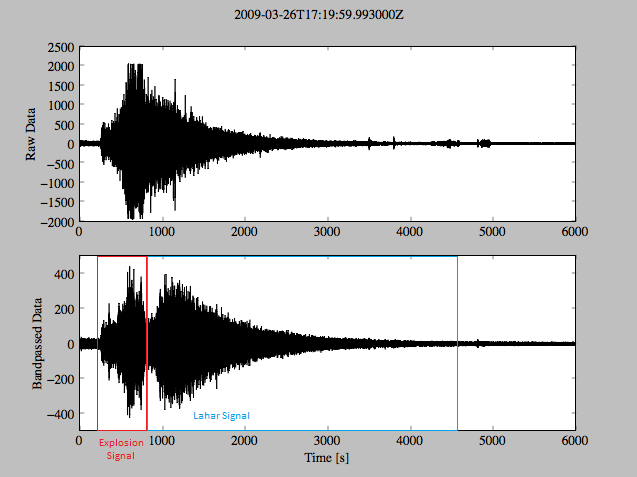 2009-03-26T17:19:59.993000Z
2500
2000
1500
1000
500
0
−500
−1000
−1500
−2000
Raw Data
0 1000 2000 3000 4000 5000 6000
400
200
0
−200
−400
Bandpassed Data
Lahar Signal
0 1000 2000 3000 4000 5000 6000
Explosion
Signal
Time [s]